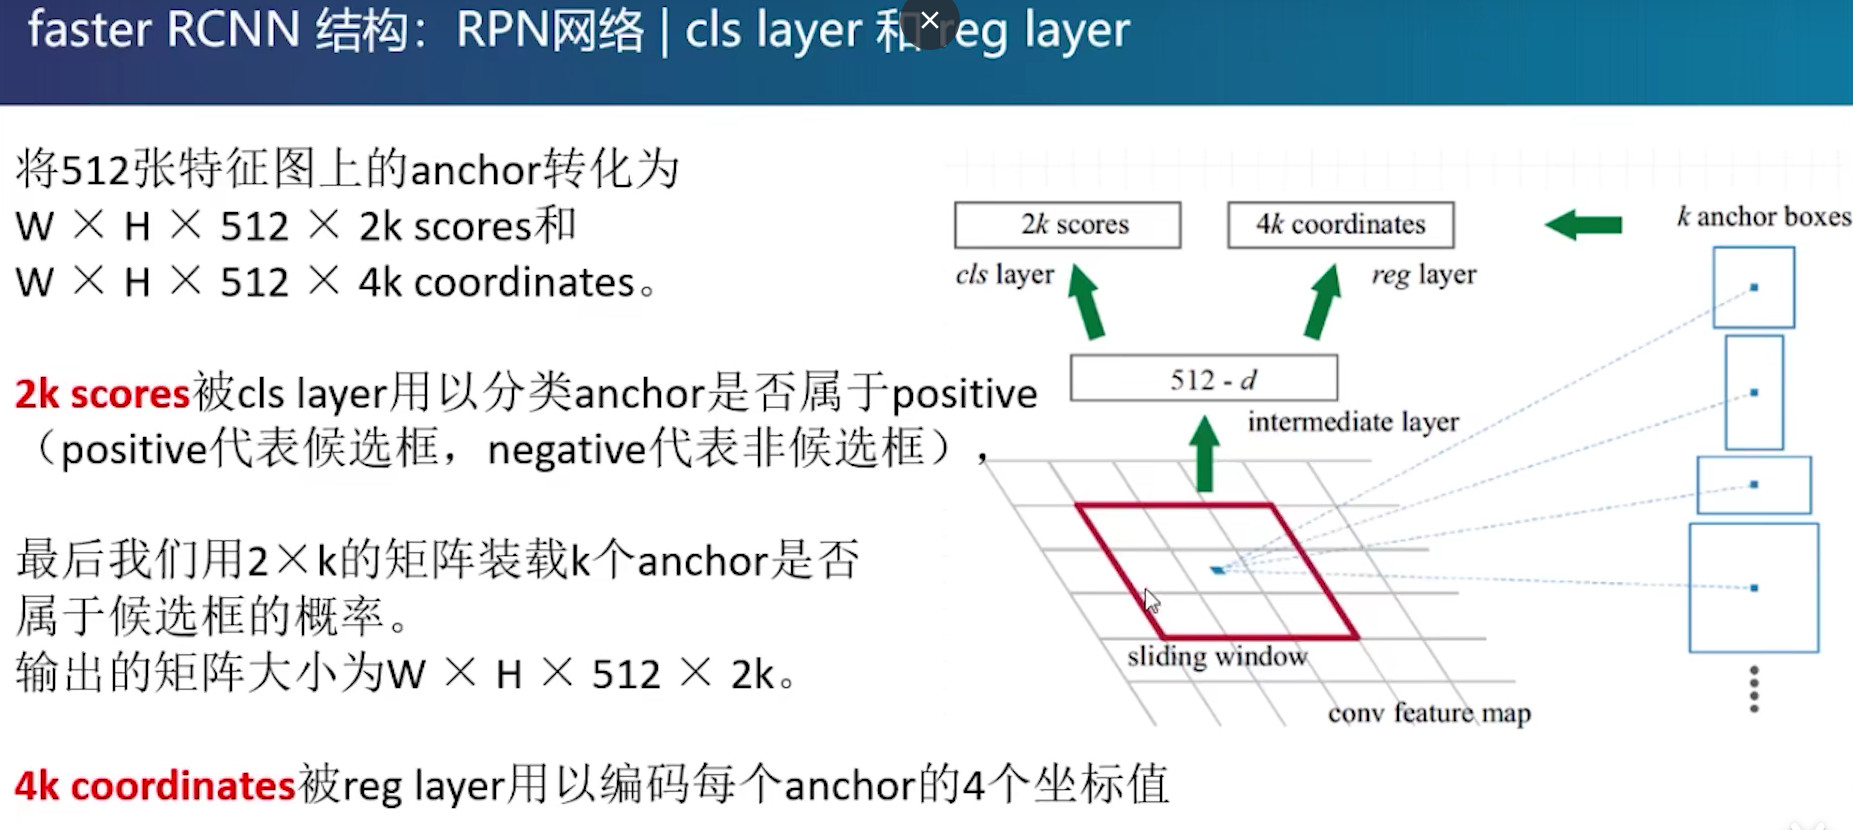 faster RCNN 结构：RPN网络 | cls layer 和 reg layer
将512张特征图上的anchor转化为
W × H × 512 × 2k scores和
W × H × 512 × 4k coordinates。
2k scores被cls layer用以分类anchor是否属于positive
（positive代表候选框，negative代表非候选框），
最后我们用2×k的矩阵装载k个anchor是否
属于候选框的概率。
输出的矩阵大小为W × H × 512 × 2k。
4k coordinates被reg layer用以编码每个anchor的4个坐标值
2k scores
4k coordinates
k anchor boxes
cls layer
reg layer
512 - d
intermediate layer
sliding window
conv feature map